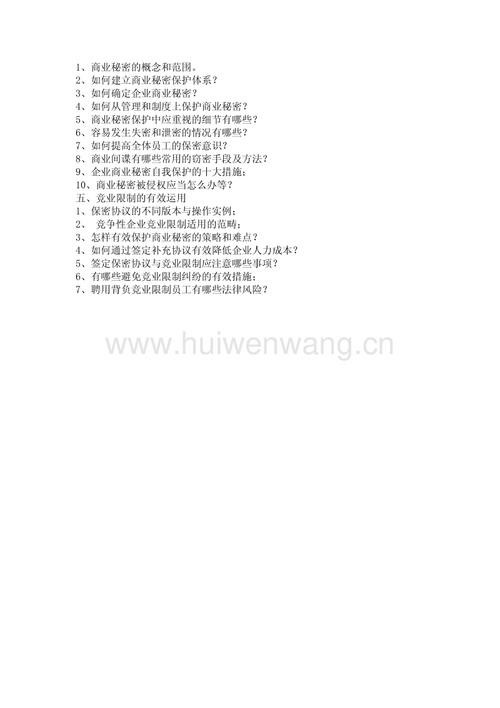 1、商业秘密的概念和范围。
2、如何建立商业秘密保护体系？
3、如何确定企业商业秘密？
4、如何从管理和制度上保护商业秘密？
5、商业秘密保护中应重视的细节有哪些？
6、容易发生失密和泄密的情况有哪些？
7、如何提高全体员工的保密意识？
8、商业间谍有哪些常用的窃密手段及方法？
9、企业商业秘密自我保护的十大措施；
10、商业秘密被侵权应当怎么办等？
五、竞业限制的有效运用
1、保密协议的不同版本与操作实例；
2、 竞争性企业竞业限制适用的范畴；
3、怎样有效保护商业秘密的策略和难点？
4、如何通过签定补充协议有效降低企业人力成本？
5、签定保密协议与竞业限制应注意哪些事项？
6、有哪些避免竞业限制纠纷的有效措施；
7、聘用背负竞业限制员工有哪些法律风险？
www.huiwenwang.cn